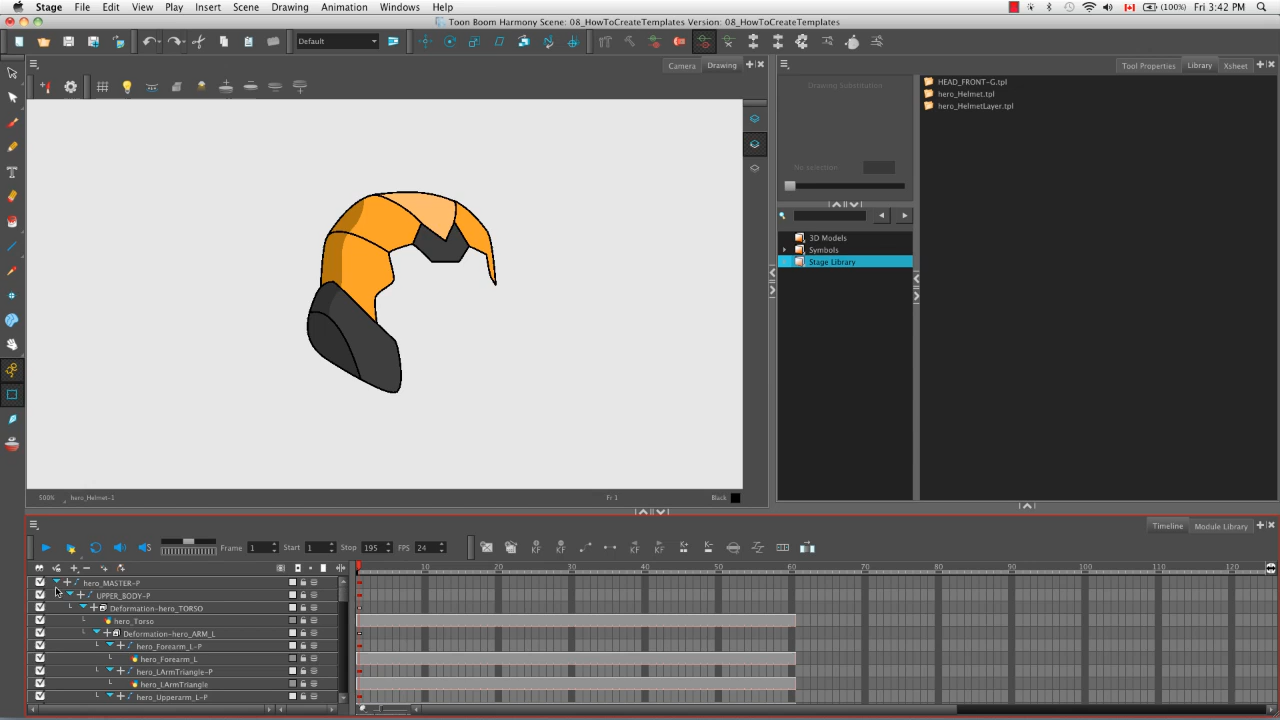 Stage File Edit View Play Insert Scene Drawing Animation Windows Help (100%) Fri 3:42 PM
Toon Boom Harmony Scene: 08_HowToCreateTemplates Version: 08_HowToCreateTemplates
Default
Camera Drawing
Tool Properties Library Xsheet
Drawing Substitution
No selection
HEAD_FRONT-G.tpl
hero_Helmet.tpl
hero_HelmetLayer.tpl
3D Models
Symbols
Stage Library
500% hero_Helmet-1 Fr 1 Black
Timeline Module Library
Frame 1 Start 1 Stop 195 FPS 24
KF KF KF KF
10 20 30 40 50 60 70 80 90 100 110 120
hero_MASTER-P
UPPER_BODY-P
Deformation-hero_TORSO
hero_Torso
Deformation-hero_ARM_L
hero_Forearm_L-P
hero_Forearm_L
hero_LArmTriangle-P
hero_LArmTriangle
hero_Upperarm_L-P